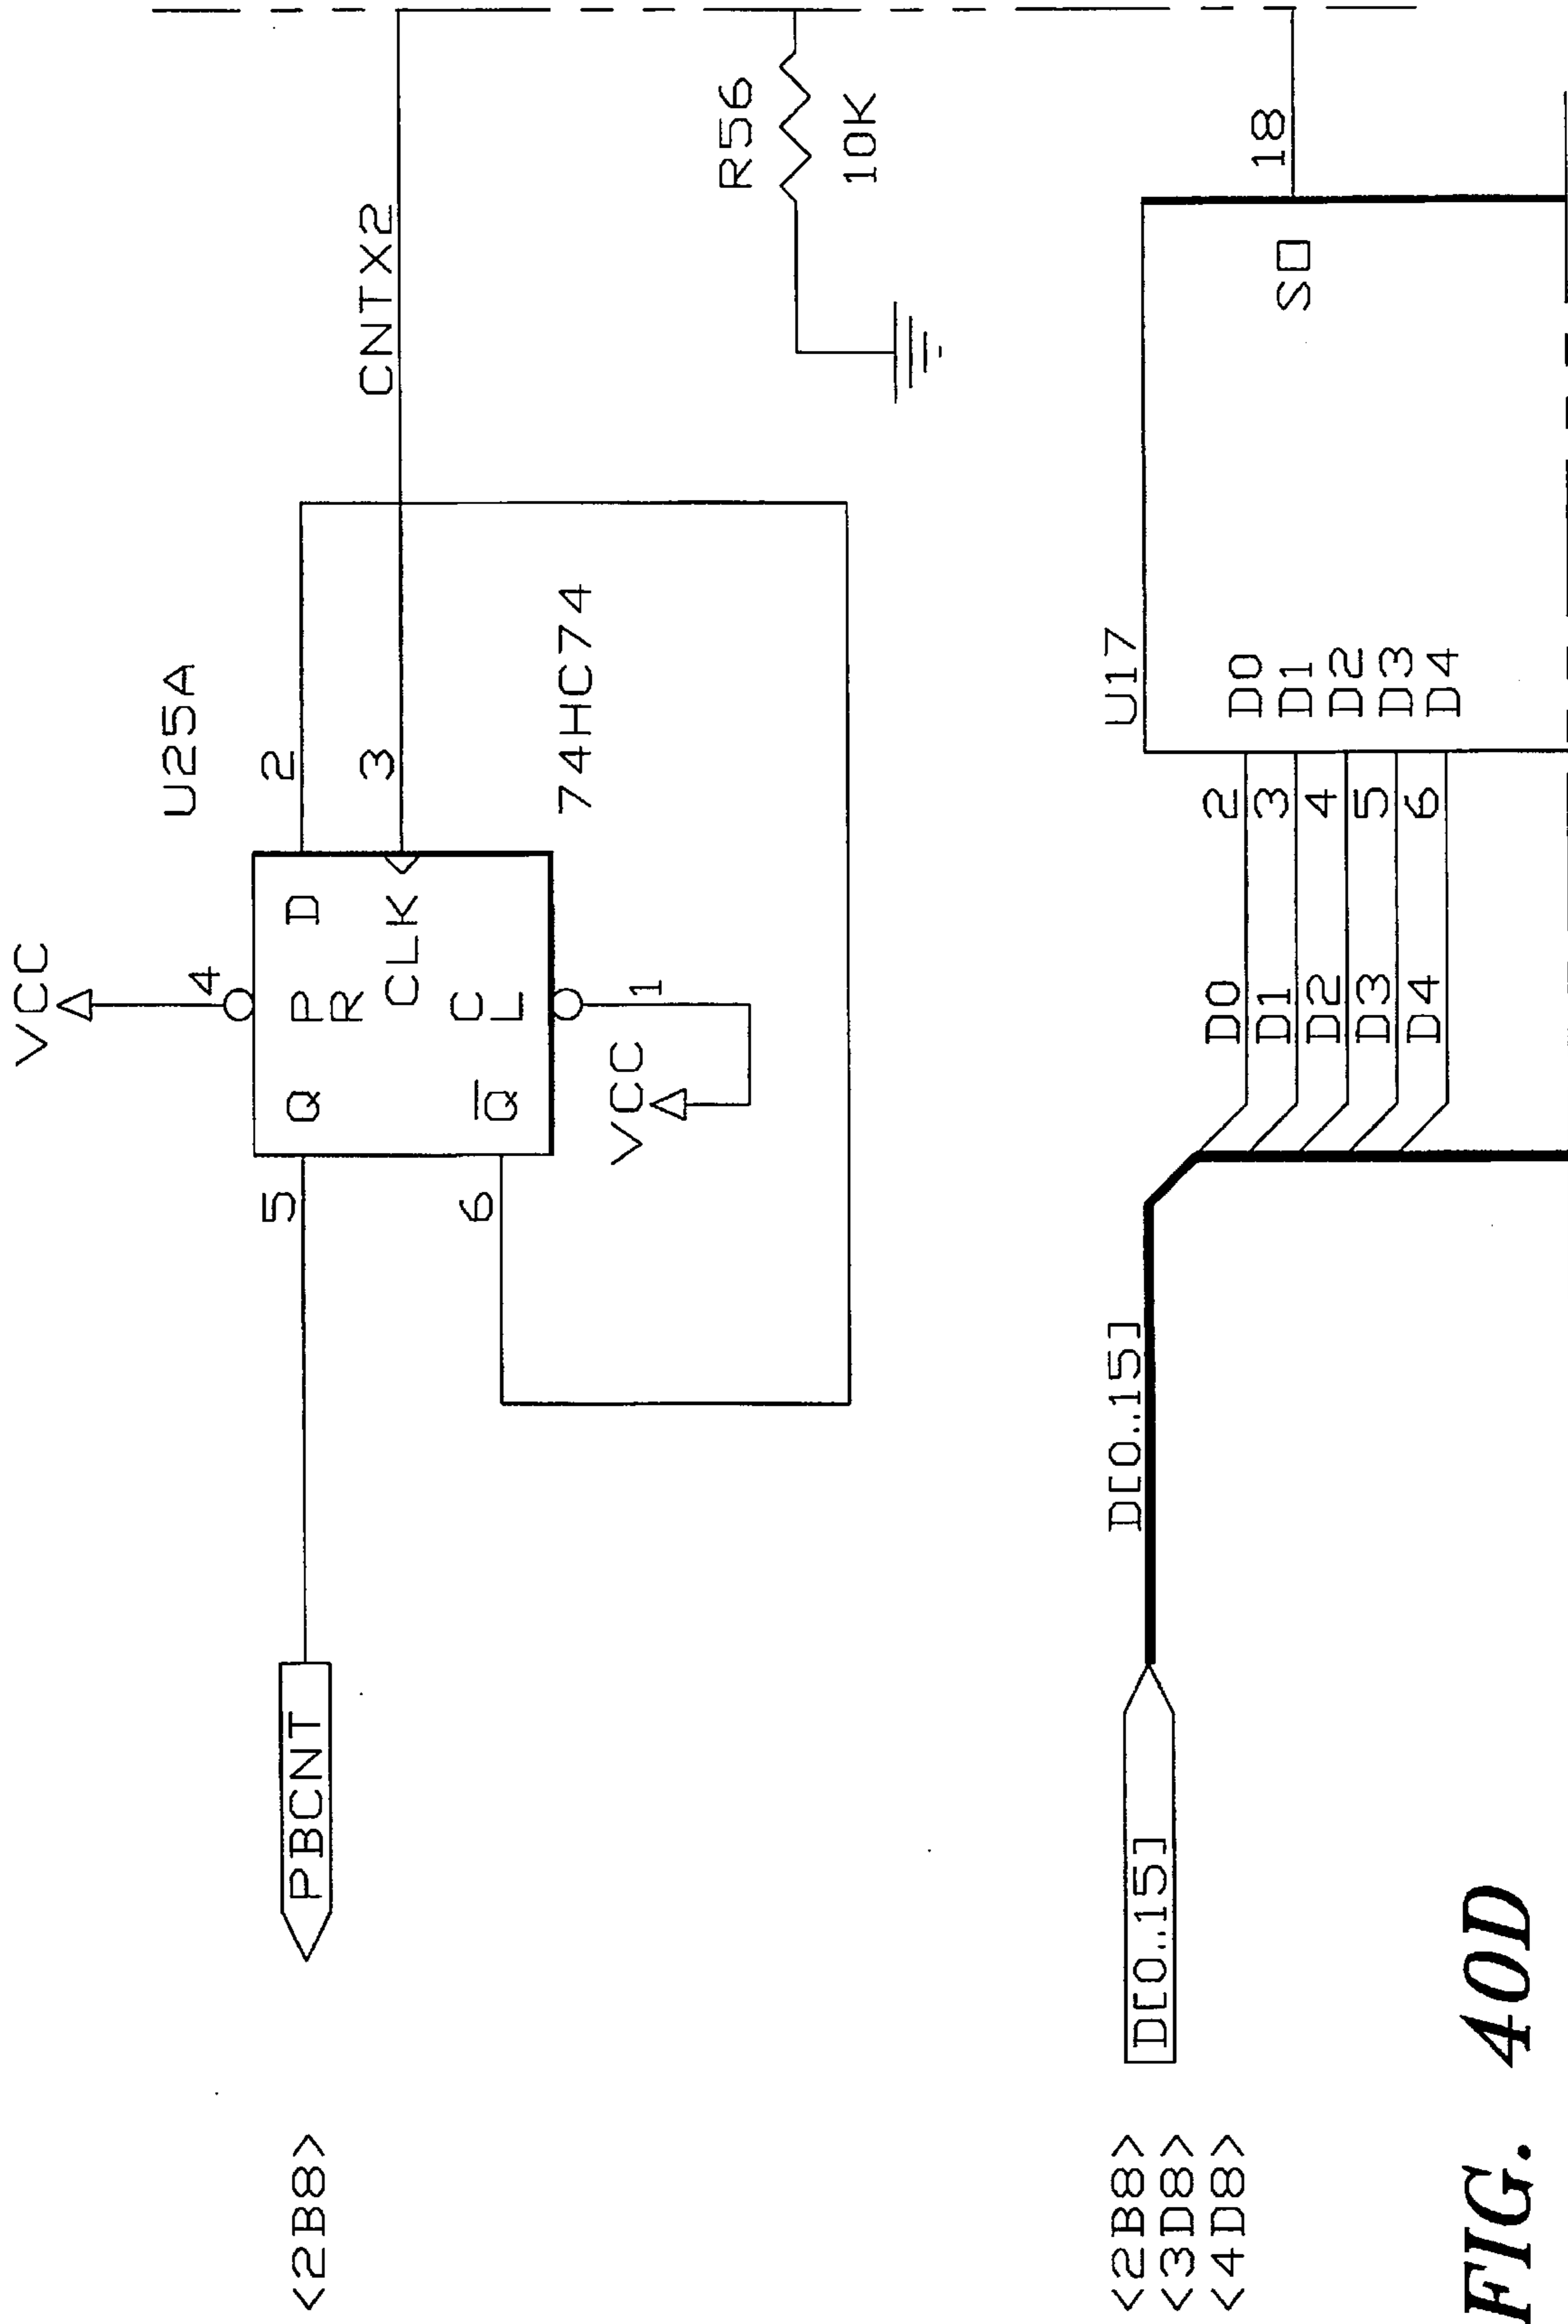 VCC
U25A
4
5
Q
P
R
D
2
<2B8>
PBCNT
CLK
3
CNTX2
6
Q
C
L
1
VCC
74HC74
R56
10K
<2B8>
<3D8>
<4D8>
D[0..15]
D[0..15]
U17
D0
2
D0
D1
3
D1
D2
4
D2
D3
5
D3
D4
6
D4
SO
18
FIG. 40D